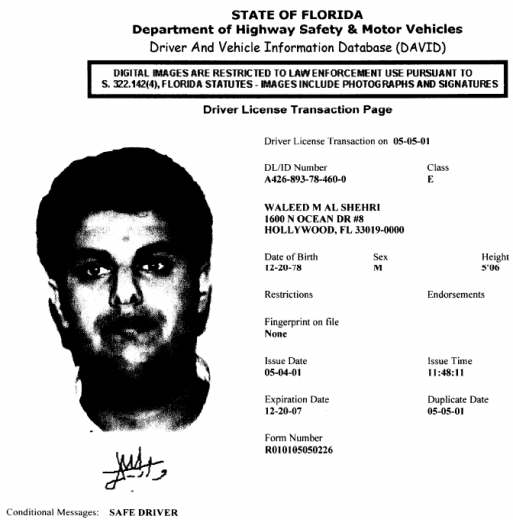 STATE OF FLORIDA
Department of Highway Safety & Motor Vehicles
Driver And Vehicle Information Database (DAVID)
DIGITAL IMAGES ARE RESTRICTED TO LAW ENFORCEMENT USE PURSUANT TO
S. 322.142(4), FLORIDA STATUTES - IMAGES INCLUDE PHOTOGRAPHS AND SIGNATURES
Driver License Transaction Page
Driver License Transaction on 05-05-01
DL/ID Number Class
A426-893-78-460-0 E
WALEED M AL SHEHRI
1600 N OCEAN DR #8
HOLLYWOOD, FL 33019-0000
Date of Birth Sex Height
12-20-78 M 5'06
Restrictions Endorsements
Fingerprint on file
None
Issue Date Issue Time
05-04-01 11:48:11
Expiration Date Duplicate Date
12-20-07 05-05-01
Form Number
R010105050226
Conditional Messages: SAFE DRIVER